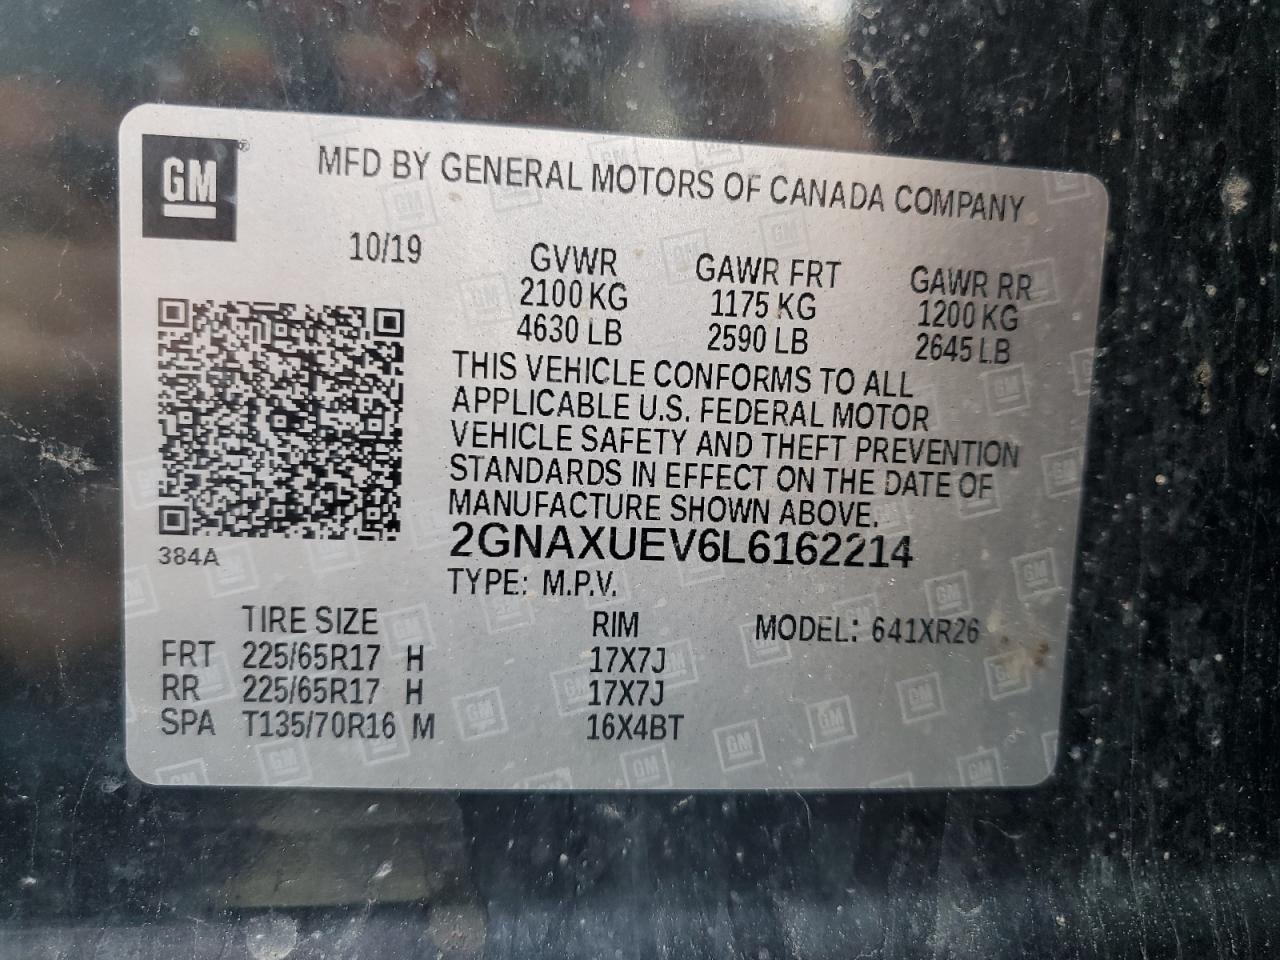 GM
MFD BY GENERAL MOTORS OF CANADA COMPANY
10/19
GVWR GAWR FRT GAWR RR
2100 KG 1175 KG 1200 KG
4630 LB 2590 LB 2645 LB
THIS VEHICLE CONFORMS TO ALL
APPLICABLE U.S. FEDERAL MOTOR
VEHICLE SAFETY AND THEFT PREVENTION
STANDARDS IN EFFECT ON THE DATE OF
MANUFACTURE SHOWN ABOVE.
384A
2GNAXUEV6L6162214
TYPE: M.P.V.
TIRE SIZE RIM MODEL: 641XR26
FRT 225/65R17 H 17X7J
RR 225/65R17 H 17X7J
SPA T135/70R16 M 16X4BT